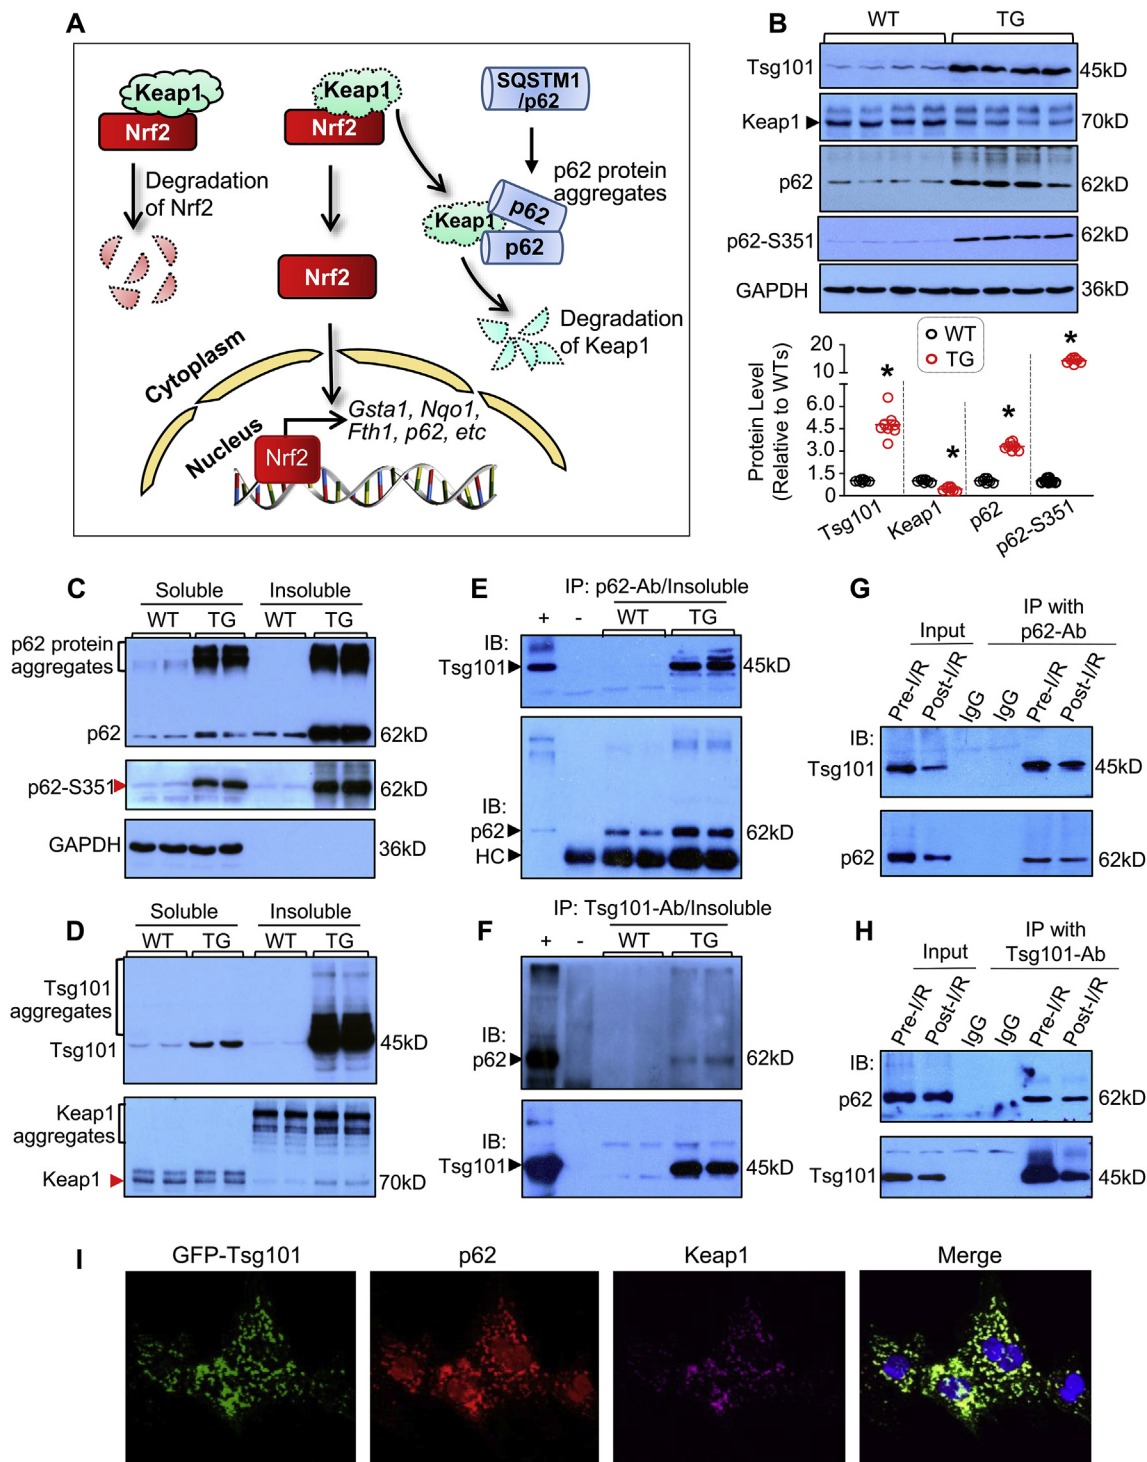 A
Keap1
Nrf2
Degradation
of Nrf2
Keap1
Nrf2
Nrf2
SQSTM1
/p62
p62 protein
aggregates
Keap1
p62
p62
Degradation
of Keap1
Cytoplasm
Nucleus
Gsta1, Nqo1,
Fth1, p62, etc
Nrf2
B
WT TG
Tsg101 45kD
Keap1 70kD
p62 62kD
p62-S351 62kD
GAPDH 36kD
WT
TG
Protein Level
(Relative to WTs)
20
10
6.0
4.5
3.0
1.5
0
* * * *
Tsg101 Keap1 p62 p62-S351
C
Soluble Insoluble
WT TG WT TG
p62 protein
aggregates
p62 62kD
p62-S351 62kD
GAPDH 36kD
D
Soluble Insoluble
WT TG WT TG
Tsg101
aggregates
Tsg101 45kD
Keap1
aggregates
Keap1 70kD
E
IP: p62-Ab/Insoluble
+ - WT TG
IB:
Tsg101 45kD
IB:
p62 62kD
HC
F
IP: Tsg101-Ab/Insoluble
+ - WT TG
IB:
p62 62kD
IB:
Tsg101 45kD
G
Input IP with
p62-Ab
Pre-I/R Post-I/R IgG IgG Pre-I/R Post-I/R
IB:
Tsg101 45kD
p62 62kD
H
Input IP with
Tsg101-Ab
Pre-I/R Post-I/R IgG IgG Pre-I/R Post-I/R
IB:
p62 62kD
Tsg101 45kD
I
GFP-Tsg101 p62 Keap1 Merge